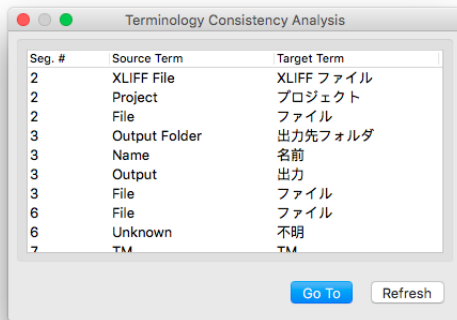 Terminology Consistency Analysis
Seg. # Source Term Target Term
2 XLIFF File XLIFF ファイル
2 Project プロジェクト
2 File ファイル
3 Output Folder 出力先フォルダ
3 Name 名前
3 Output 出力
3 File ファイル
6 File ファイル
6 Unknown 不明
7 TM TM
Go To Refresh